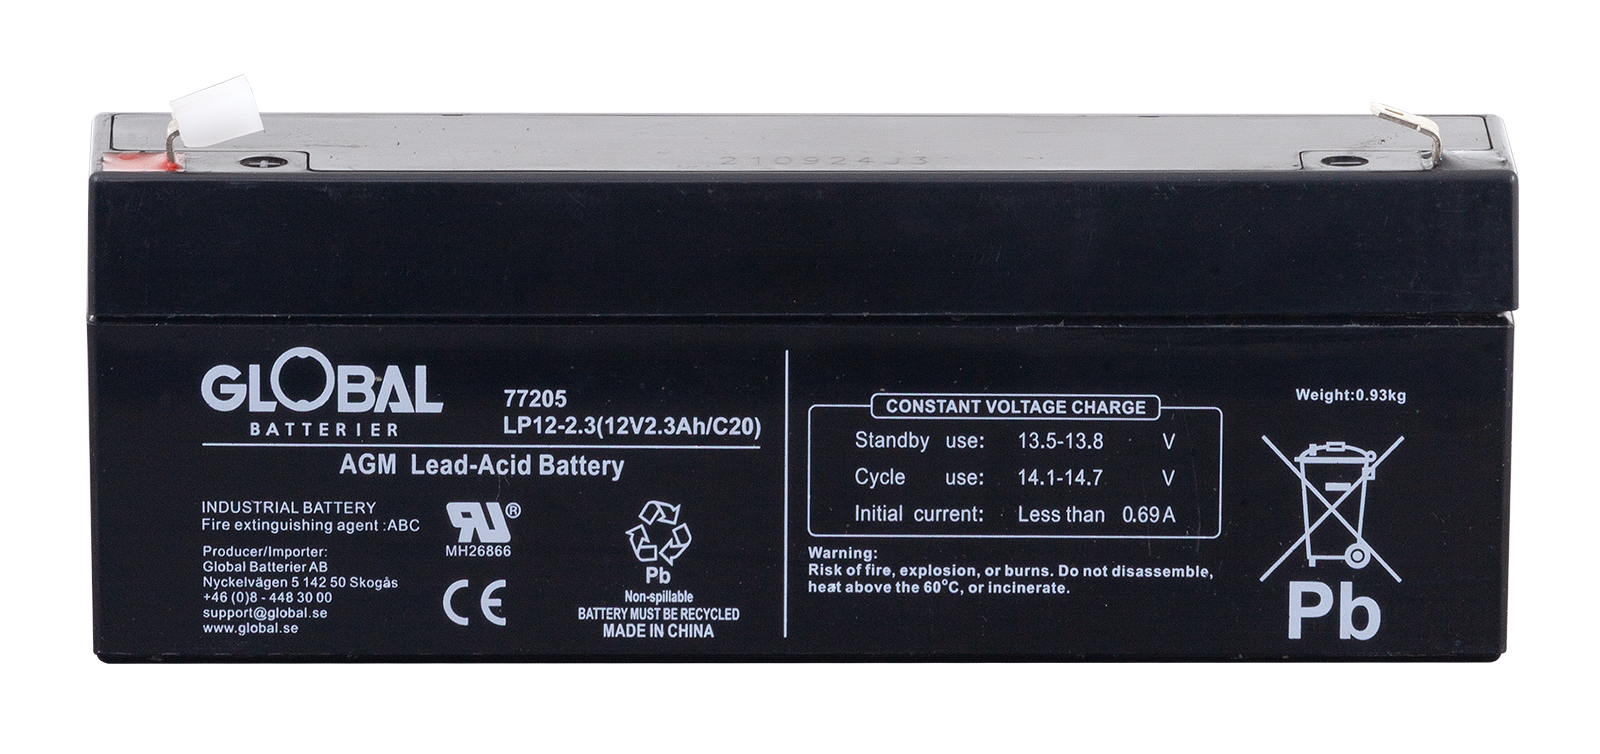 210924J3
GLOBAL
BATTERIER
77205
LP12-2.3(12V2.3Ah/C20)
AGM Lead-Acid Battery
INDUSTRIAL BATTERY
Fire extinguishing agent :ABC
Producer/Importer:
Global Batterier AB
Nyckelvägen 5 142 50 Skogås
+46 (0)8 - 448 30 00
support@global.se
www.global.se
RU®
MH26866
CE
Pb
Non-spillable
BATTERY MUST BE RECYCLED
MADE IN CHINA
CONSTANT VOLTAGE CHARGE
Standby use: 13.5-13.8 V
Cycle use: 14.1-14.7 V
Initial current: Less than 0.69A
Warning:
Risk of fire, explosion, or burns. Do not disassemble,
heat above the 60°C, or incinerate.
Weight:0.93kg
Pb